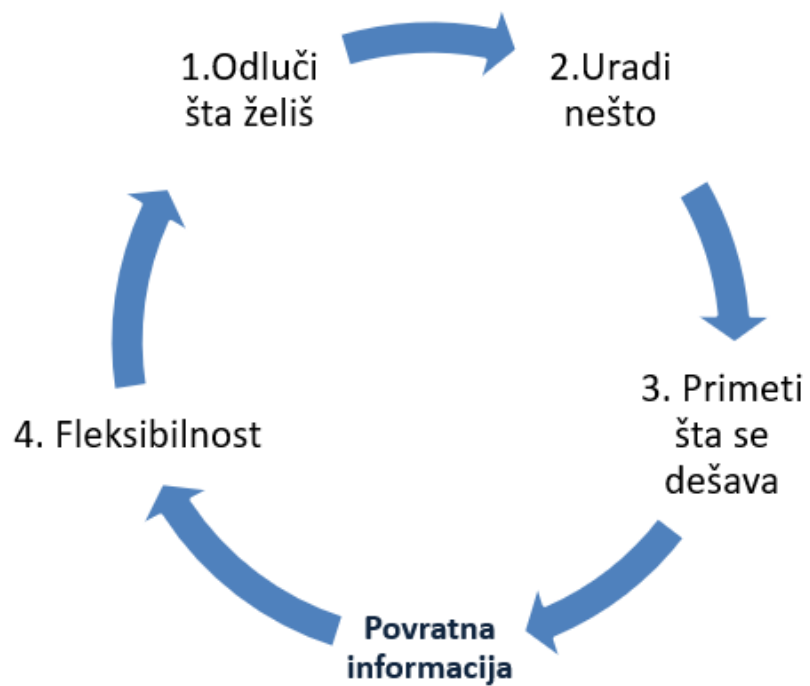 1.Odluči
šta želiš
2.Uradi
nešto
3. Primeti
šta se
dešava
Povratna
informacija
4. Fleksibilnost